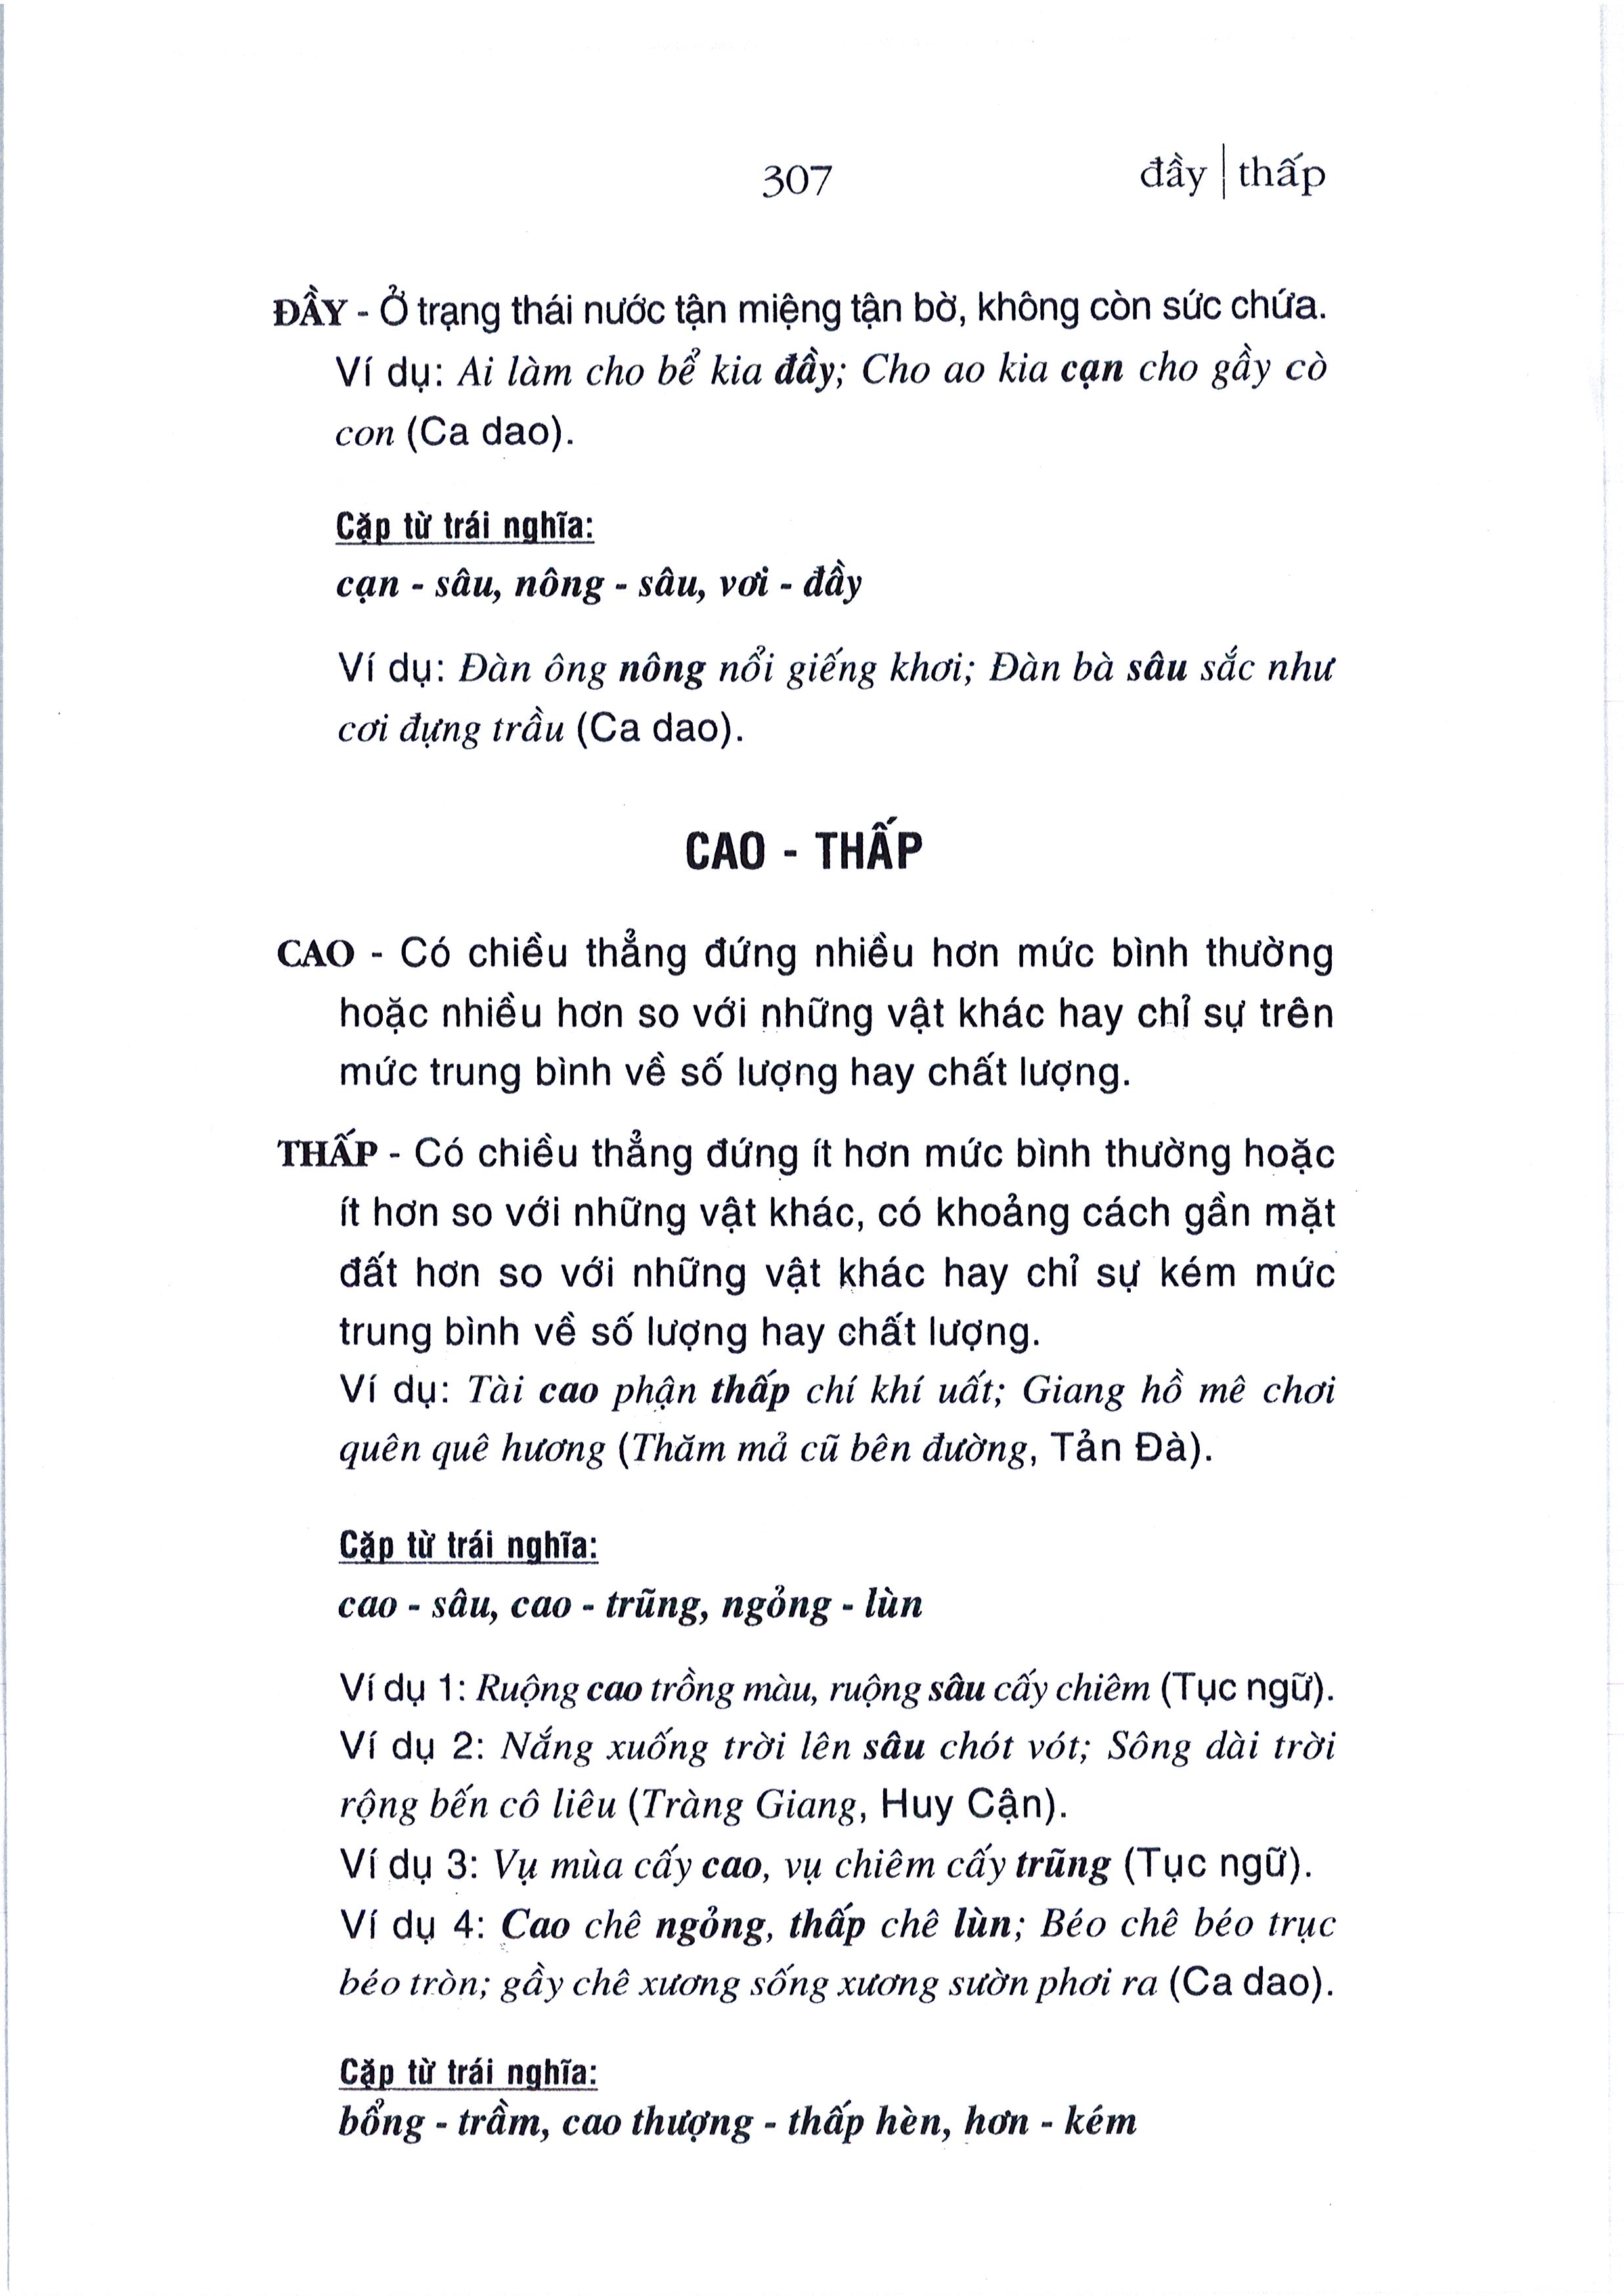 307
đầy | thấp
ĐẦY - Ở trạng thái nước tận miệng tận bờ, không còn sức chứa.
Ví dụ: Ai làm cho bể kia đầy; Cho ao kia cạn cho gầy cò
con (Ca dao).
Cặp từ trái nghĩa:
cạn - sâu, nông - sâu, vơi - đầy
Ví dụ: Đàn ông nông nổi giếng khơi; Đàn bà sâu sắc như
cơi đựng trầu (Ca dao).
CAO - THẤP
CAO - Có chiều thẳng đứng nhiều hơn mức bình thường
hoặc nhiều hơn so với những vật khác hay chỉ sự trên
mức trung bình về số lượng hay chất lượng.
THẤP - Có chiều thẳng đứng ít hơn mức bình thường hoặc
ít hơn so với những vật khác, có khoảng cách gần mặt
đất hơn so với những vật khác hay chỉ sự kém mức
trung bình về số lượng hay chất lượng.
Ví dụ: Tài cao phận thấp chí khí uất; Giang hồ mê chơi
quên quê hương (Thăm mả cũ bên đường, Tản Đà).
Cặp từ trái nghĩa:
cao - sâu, cao - trũng, ngỏng - lùn
Ví dụ 1: Ruộng cao trồng màu, ruộng sâu cấy chiêm (Tục ngữ).
Ví dụ 2: Nắng xuống trời lên sâu chót vót; Sông dài trời
rộng bến cô liêu (Tràng Giang, Huy Cận).
Ví dụ 3: Vụ mùa cấy cao, vụ chiêm cấy trũng (Tục ngữ).
Ví dụ 4: Cao chê ngỏng, thấp chê lùn; Béo chê béo trục
béo tròn; gầy chê xương sống xương sườn phơi ra (Ca dao).
Cặp từ trái nghĩa:
bổng - trầm, cao thượng - thấp hèn, hơn - kém